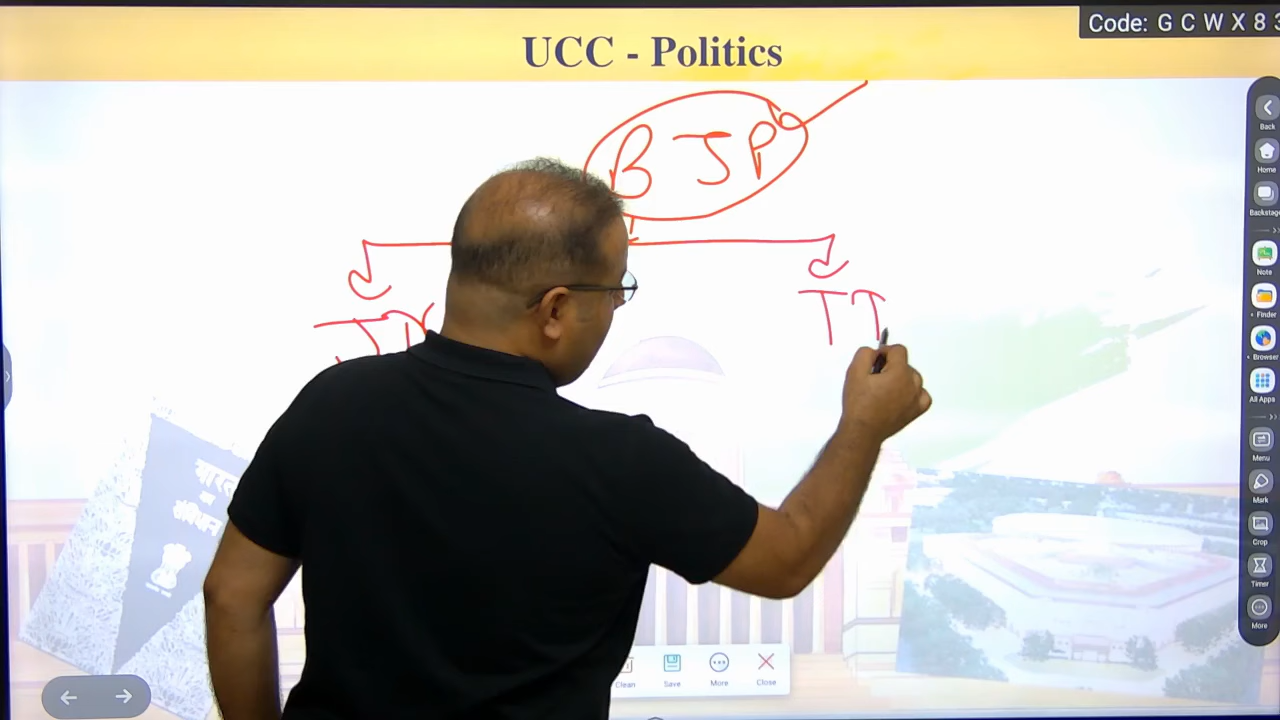 Code: G C W X 8 3
UCC - Politics
Back
B J P
Home
Backstage
Note
Finder
T T
Browser
All Apps
Menu
Mark
Crop
Timer
More
Clean
Save
More
Close